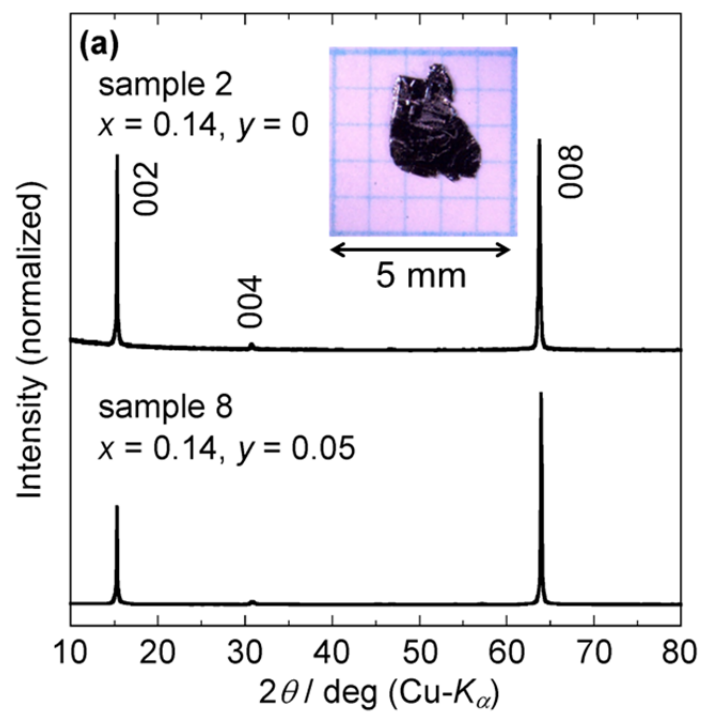 (a)
sample 2
x = 0.14, y = 0
002
004
008
5 mm
sample 8
x = 0.14, y = 0.05
Intensity (normalized)
10 20 30 40 50 60 70 80
2θ / deg (Cu-Kα)